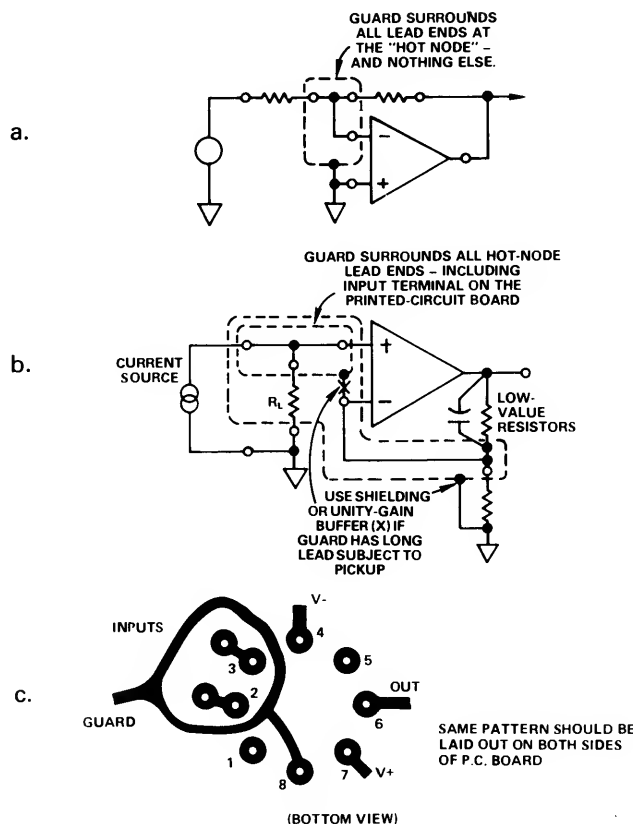 GUARD SURROUNDS
ALL LEAD ENDS AT
THE "HOT NODE" –
AND NOTHING ELSE.
a.
–
+
GUARD SURROUNDS ALL HOT-NODE
LEAD ENDS – INCLUDING
INPUT TERMINAL ON THE
PRINTED-CIRCUIT BOARD
b.
CURRENT
SOURCE
RL
+
–
LOW-
VALUE
RESISTORS
USE SHIELDING
OR UNITY-GAIN
BUFFER (X) IF
GUARD HAS LONG
LEAD SUBJECT TO
PICKUP
c.
INPUTS
GUARD
V-
4
3
5
2
OUT
6
1
8
7
V+
SAME PATTERN SHOULD BE
LAID OUT ON BOTH SIDES
OF P.C. BOARD
(BOTTOM VIEW)